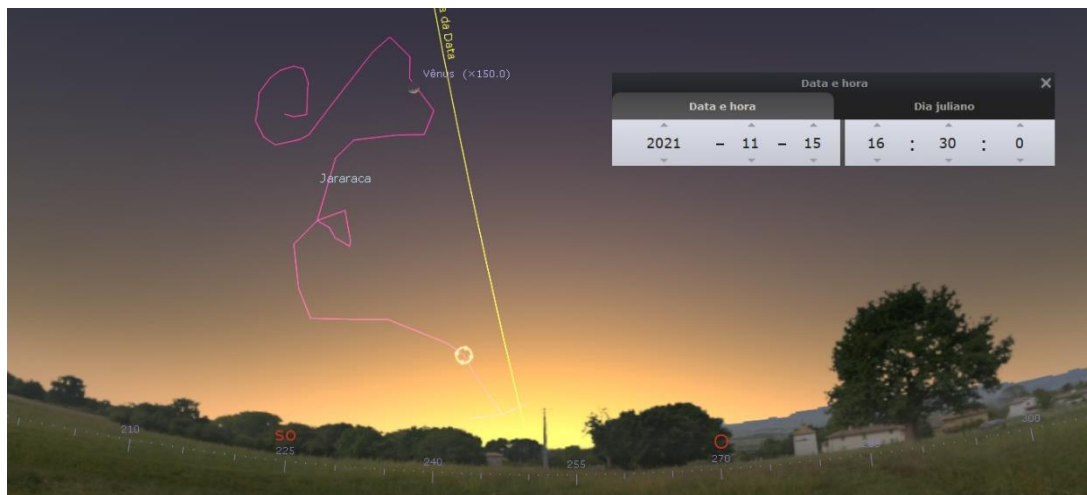 a da Data
Vênus (×150.0)
Data e hora
Data e hora Dia juliano
2021 – 11 – 15 16 : 30 : 0
Jararaca
210
SO
225
240
255
O
270
300